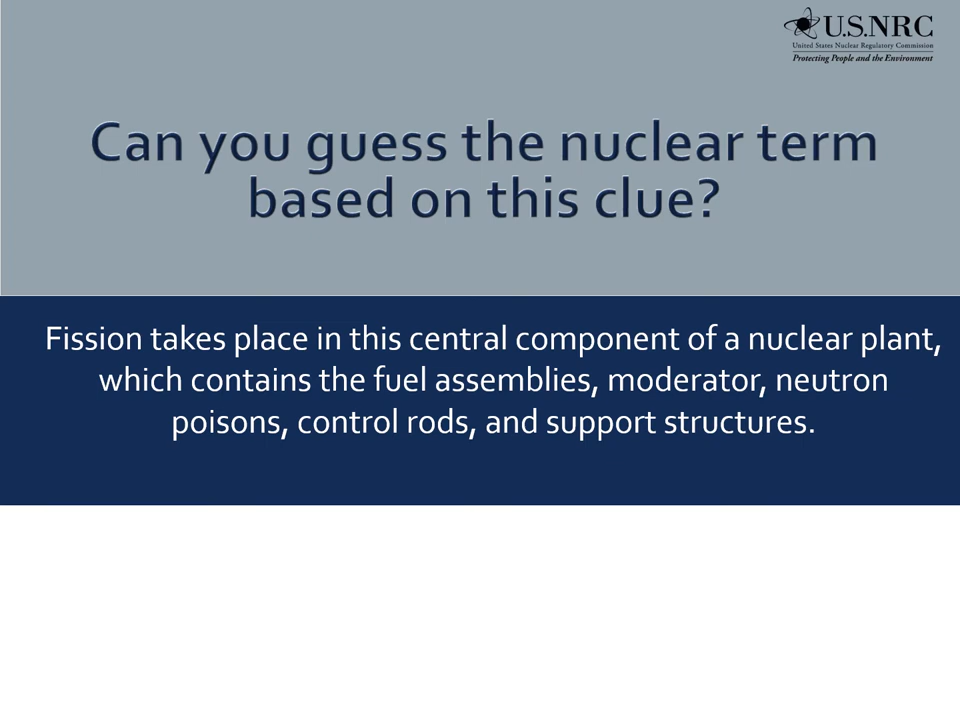 U.S.NRC
United States Nuclear Regulatory Commission
Protecting People and the Environment
Can you guess the nuclear term
based on this clue?
Fission takes place in this central component of a nuclear plant,
which contains the fuel assemblies, moderator, neutron
poisons, control rods, and support structures.